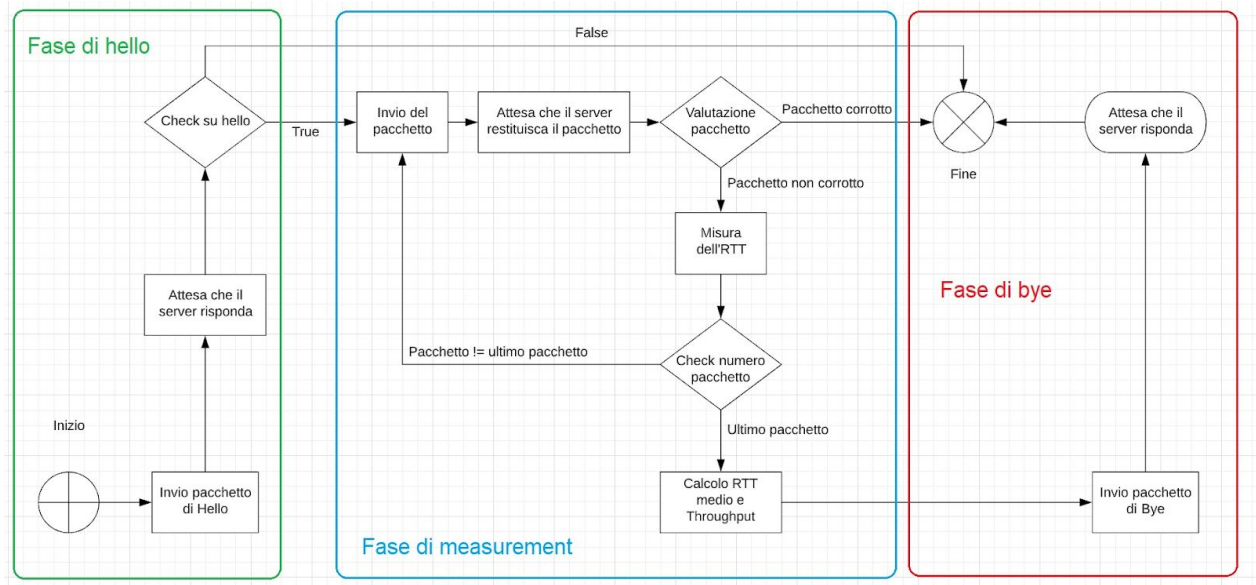 Fase di hello
Check su hello
Attesa che il
server risponda
Inizio
Invio pacchetto
di Hello
False
True
Invio del
pacchetto
Attesa che il server
restituisca il pacchetto
Valutazione
pacchetto
Pacchetto corrotto
Pacchetto non corrotto
Misura
dell'RTT
Pacchetto != ultimo pacchetto
Check numero
pacchetto
Ultimo pacchetto
Calcolo RTT
medio e
Throughput
Fase di measurement
Fine
Attesa che il
server risponda
Fase di bye
Invio pacchetto
di Bye